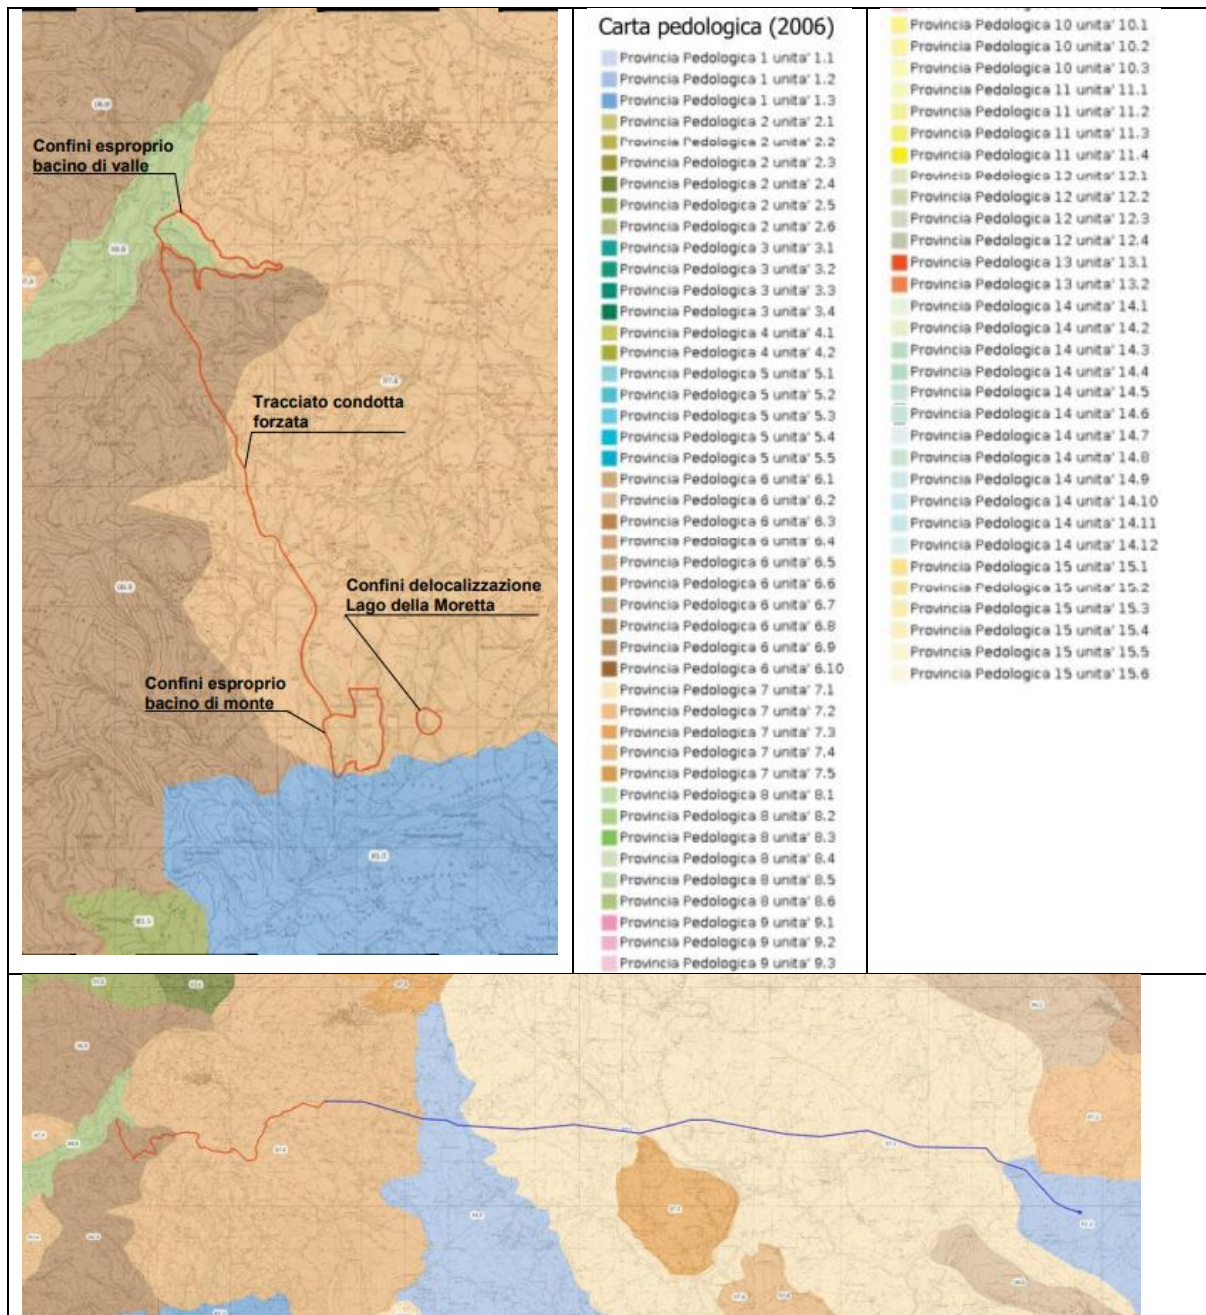 Confini esproprio
bacino di valle
Tracciato condotta
forzata
Confini delocalizzazione
Lago della Moretta
Confini esproprio
bacino di monte
Carta pedologica (2006)
Provincia Pedologica 1 unita' 1.1
Provincia Pedologica 1 unita' 1.2
Provincia Pedologica 1 unita' 1.3
Provincia Pedologica 2 unita' 2.1
Provincia Pedologica 2 unita' 2.2
Provincia Pedologica 2 unita' 2.3
Provincia Pedologica 2 unita' 2.4
Provincia Pedologica 2 unita' 2.5
Provincia Pedologica 2 unita' 2.6
Provincia Pedologica 3 unita' 3.1
Provincia Pedologica 3 unita' 3.2
Provincia Pedologica 3 unita' 3.3
Provincia Pedologica 3 unita' 3.4
Provincia Pedologica 4 unita' 4.1
Provincia Pedologica 4 unita' 4.2
Provincia Pedologica 5 unita' 5.1
Provincia Pedologica 5 unita' 5.2
Provincia Pedologica 5 unita' 5.3
Provincia Pedologica 5 unita' 5.4
Provincia Pedologica 5 unita' 5.5
Provincia Pedologica 6 unita' 6.1
Provincia Pedologica 6 unita' 6.2
Provincia Pedologica 6 unita' 6.3
Provincia Pedologica 6 unita' 6.4
Provincia Pedologica 6 unita' 6.5
Provincia Pedologica 6 unita' 6.6
Provincia Pedologica 6 unita' 6.7
Provincia Pedologica 6 unita' 6.8
Provincia Pedologica 6 unita' 6.9
Provincia Pedologica 6 unita' 6.10
Provincia Pedologica 7 unita' 7.1
Provincia Pedologica 7 unita' 7.2
Provincia Pedologica 7 unita' 7.3
Provincia Pedologica 7 unita' 7.4
Provincia Pedologica 7 unita' 7.5
Provincia Pedologica 8 unita' 8.1
Provincia Pedologica 8 unita' 8.2
Provincia Pedologica 8 unita' 8.3
Provincia Pedologica 8 unita' 8.4
Provincia Pedologica 8 unita' 8.5
Provincia Pedologica 8 unita' 8.6
Provincia Pedologica 9 unita' 9.1
Provincia Pedologica 9 unita' 9.2
Provincia Pedologica 9 unita' 9.3
Provincia Pedologica 10 unita' 10.1
Provincia Pedologica 10 unita' 10.2
Provincia Pedologica 10 unita' 10.3
Provincia Pedologica 11 unita' 11.1
Provincia Pedologica 11 unita' 11.2
Provincia Pedologica 11 unita' 11.3
Provincia Pedologica 11 unita' 11.4
Provincia Pedologica 12 unita' 12.1
Provincia Pedologica 12 unita' 12.2
Provincia Pedologica 12 unita' 12.3
Provincia Pedologica 12 unita' 12.4
Provincia Pedologica 13 unita' 13.1
Provincia Pedologica 13 unita' 13.2
Provincia Pedologica 14 unita' 14.1
Provincia Pedologica 14 unita' 14.2
Provincia Pedologica 14 unita' 14.3
Provincia Pedologica 14 unita' 14.4
Provincia Pedologica 14 unita' 14.5
Provincia Pedologica 14 unita' 14.6
Provincia Pedologica 14 unita' 14.7
Provincia Pedologica 14 unita' 14.8
Provincia Pedologica 14 unita' 14.9
Provincia Pedologica 14 unita' 14.10
Provincia Pedologica 14 unita' 14.11
Provincia Pedologica 14 unita' 14.12
Provincia Pedologica 15 unita' 15.1
Provincia Pedologica 15 unita' 15.2
Provincia Pedologica 15 unita' 15.3
Provincia Pedologica 15 unita' 15.4
Provincia Pedologica 15 unita' 15.5
Provincia Pedologica 15 unita' 15.6